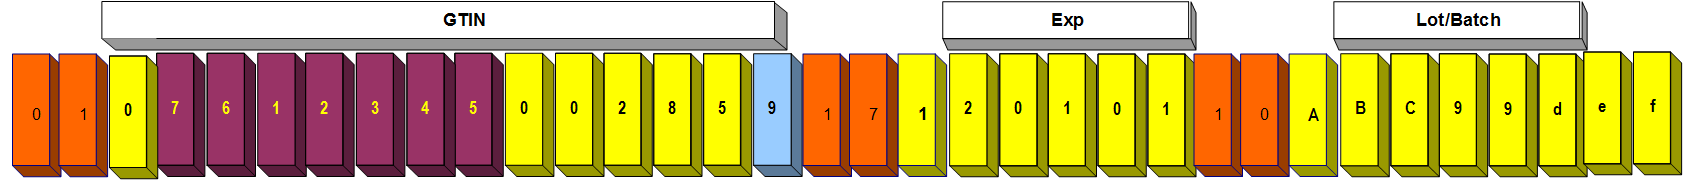 GTIN Exp Lot/Batch
0 1 0 7 6 1 2 3 4 5 0 0 2 8 5 9 1 7 1 2 0 1 0 1 1 0 A B C 9 9 d e f